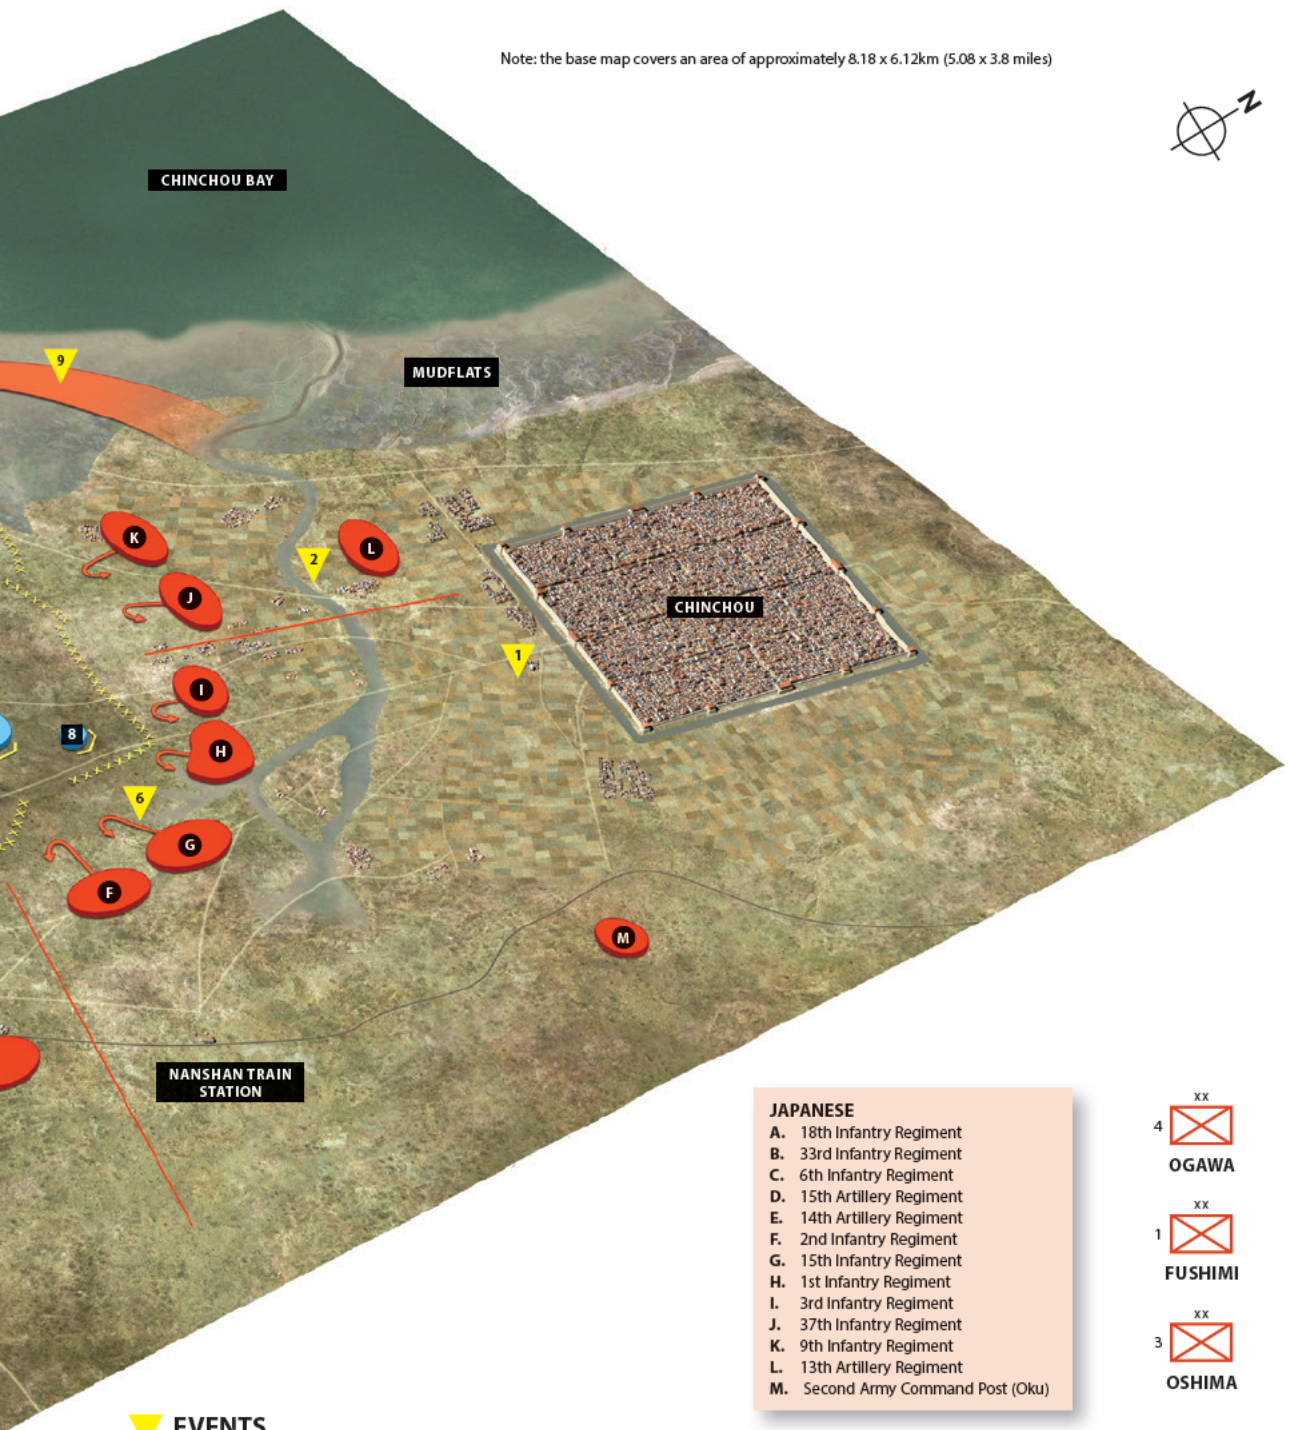 Note: the base map covers an area of approximately 8.18 x 6.12km (5.08 x 3.8 miles)
N
CHINCHOU BAY
9
MUDFLATS
K
2
L
J
CHINCHOU
1
I
8
H
6
G
F
M
NANSHAN TRAIN
STATION
JAPANESE
A. 18th Infantry Regiment
B. 33rd Infantry Regiment
C. 6th Infantry Regiment
D. 15th Artillery Regiment
E. 14th Artillery Regiment
F. 2nd Infantry Regiment
G. 15th Infantry Regiment
H. 1st Infantry Regiment
I. 3rd Infantry Regiment
J. 37th Infantry Regiment
K. 9th Infantry Regiment
L. 13th Artillery Regiment
M. Second Army Command Post (Oku)
xx
4
OGAWA
xx
1
FUSHIMI
xx
3
OSHIMA
EVENTS